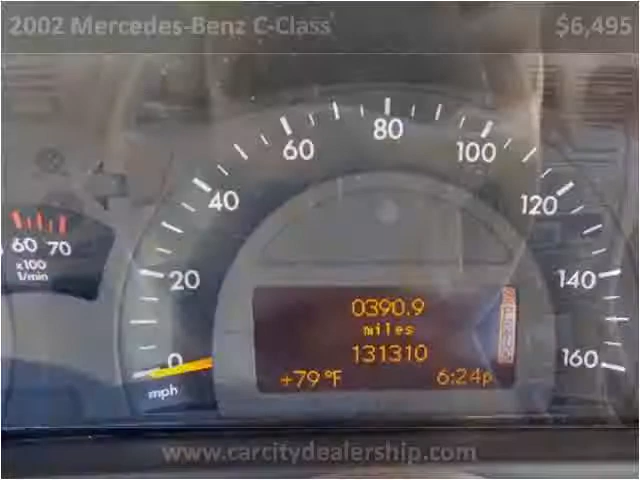 2002 Mercedes-Benz C-Class $6,495
80
60 100
40 120
60 70
x100
1/min
20 140
0390.9
miles
131310
0 160
+79°F 6:24p
mph
www.carcitydealership.com